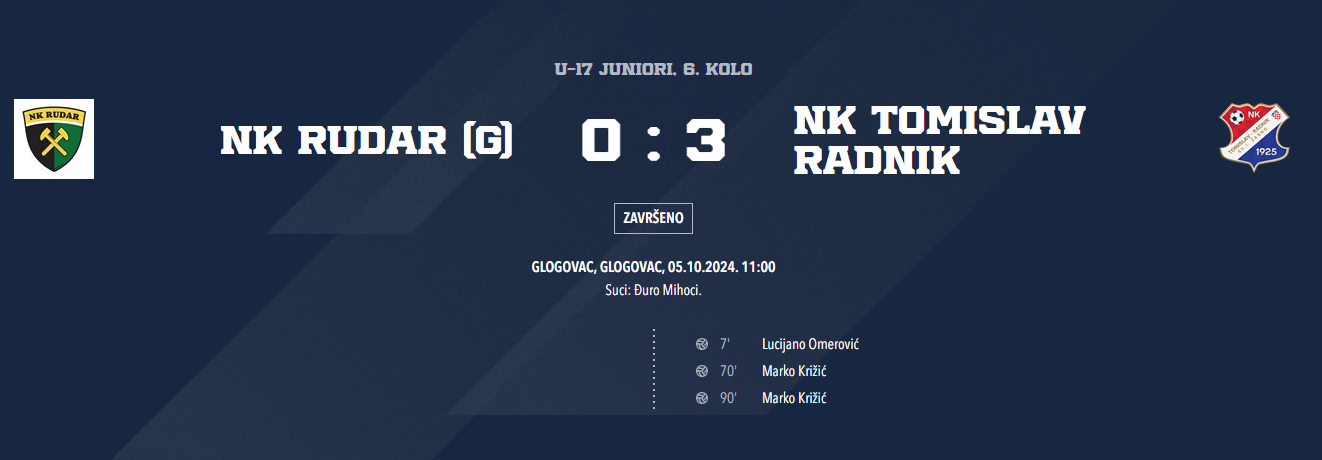 U-17 JUNIORI, 6. KOLO
NK RUDAR
NK RUDAR (G)
0 : 3
NK TOMISLAV
RADNIK
NK
TOMISLAV - RADNIK
1925
ZAVRŠENO
GLOGOVAC, GLOGOVAC, 05.10.2024. 11:00
Suci: Đuro Mihoci.
7' Lucijano Omerović
70' Marko Križić
90' Marko Križić